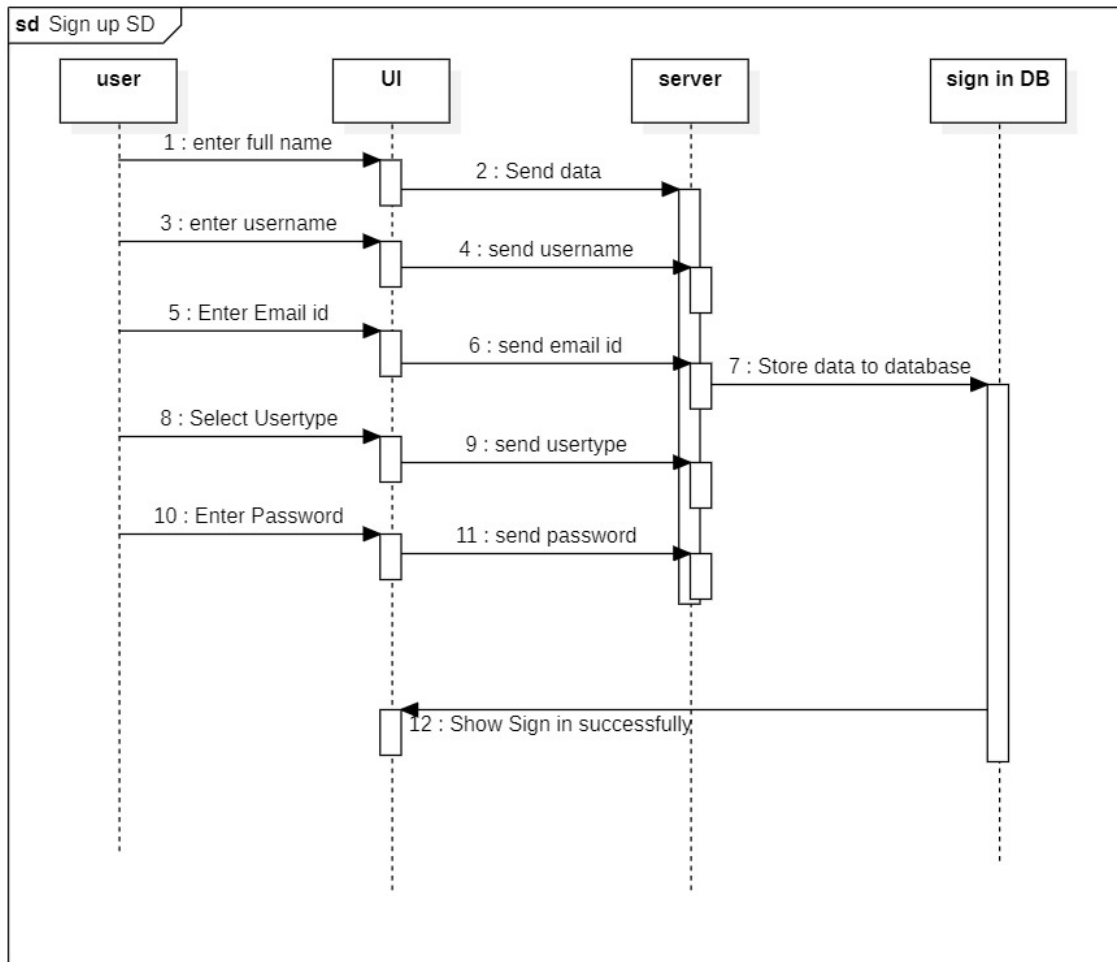 sd Sign up SD
user
UI
server
sign in DB
1 : enter full name
2 : Send data
3 : enter username
4 : send username
5 : Enter Email id
6 : send email id
7 : Store data to database
8 : Select Usertype
9 : send usertype
10 : Enter Password
11 : send password
12 : Show Sign in successfully